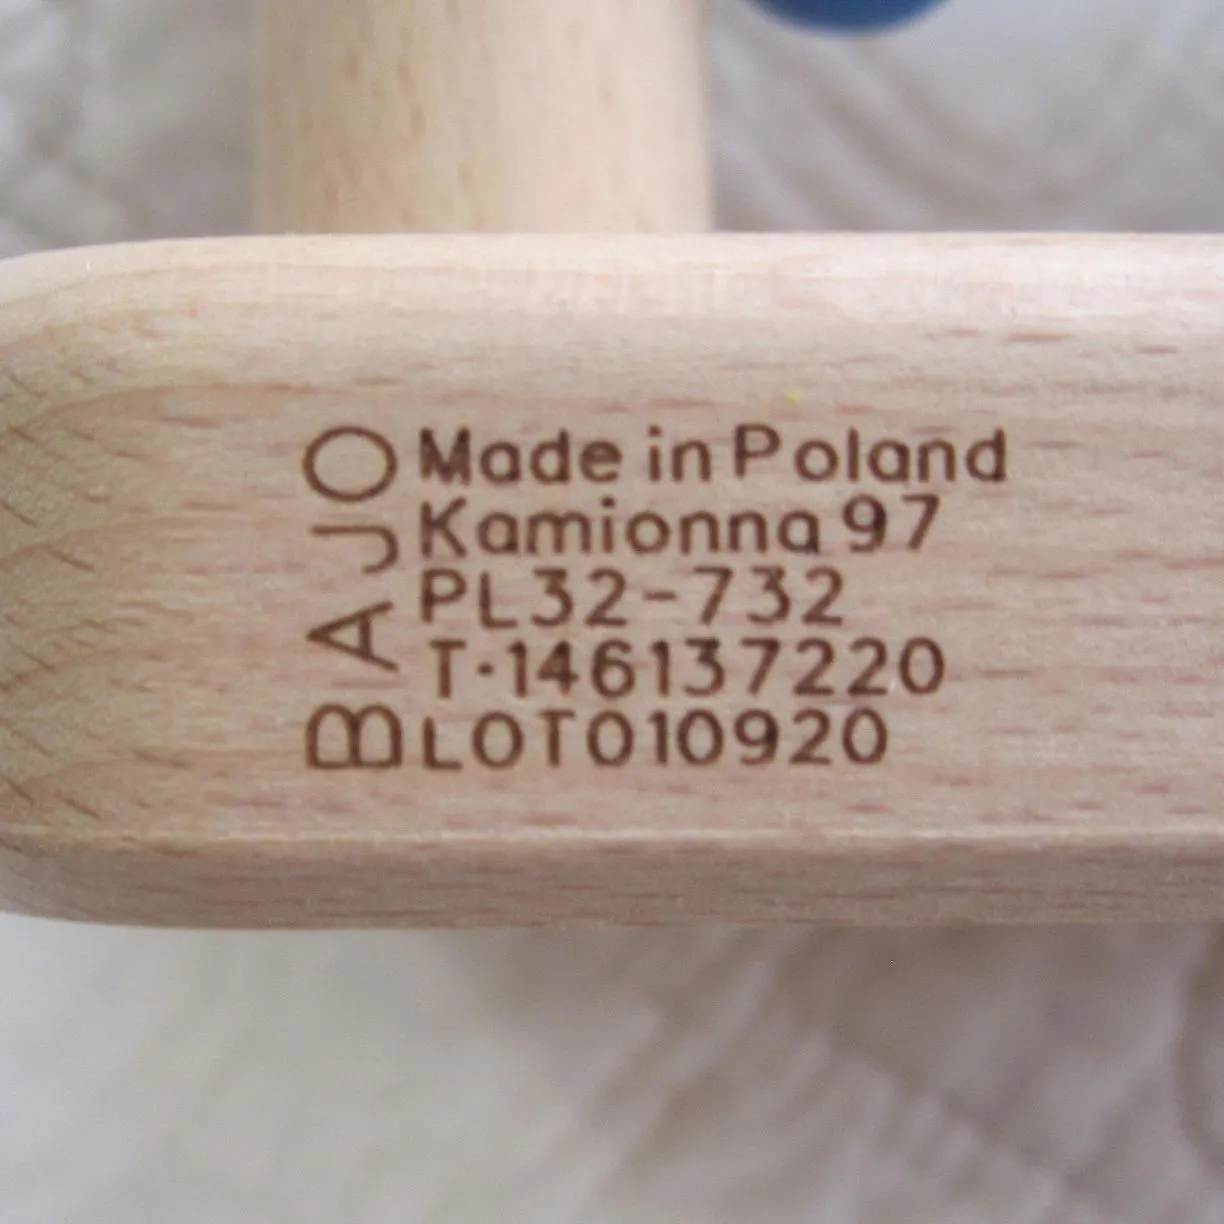 BAJO
Made in Poland
Kamionna 97
PL32-732
T·146137220
LOT010920